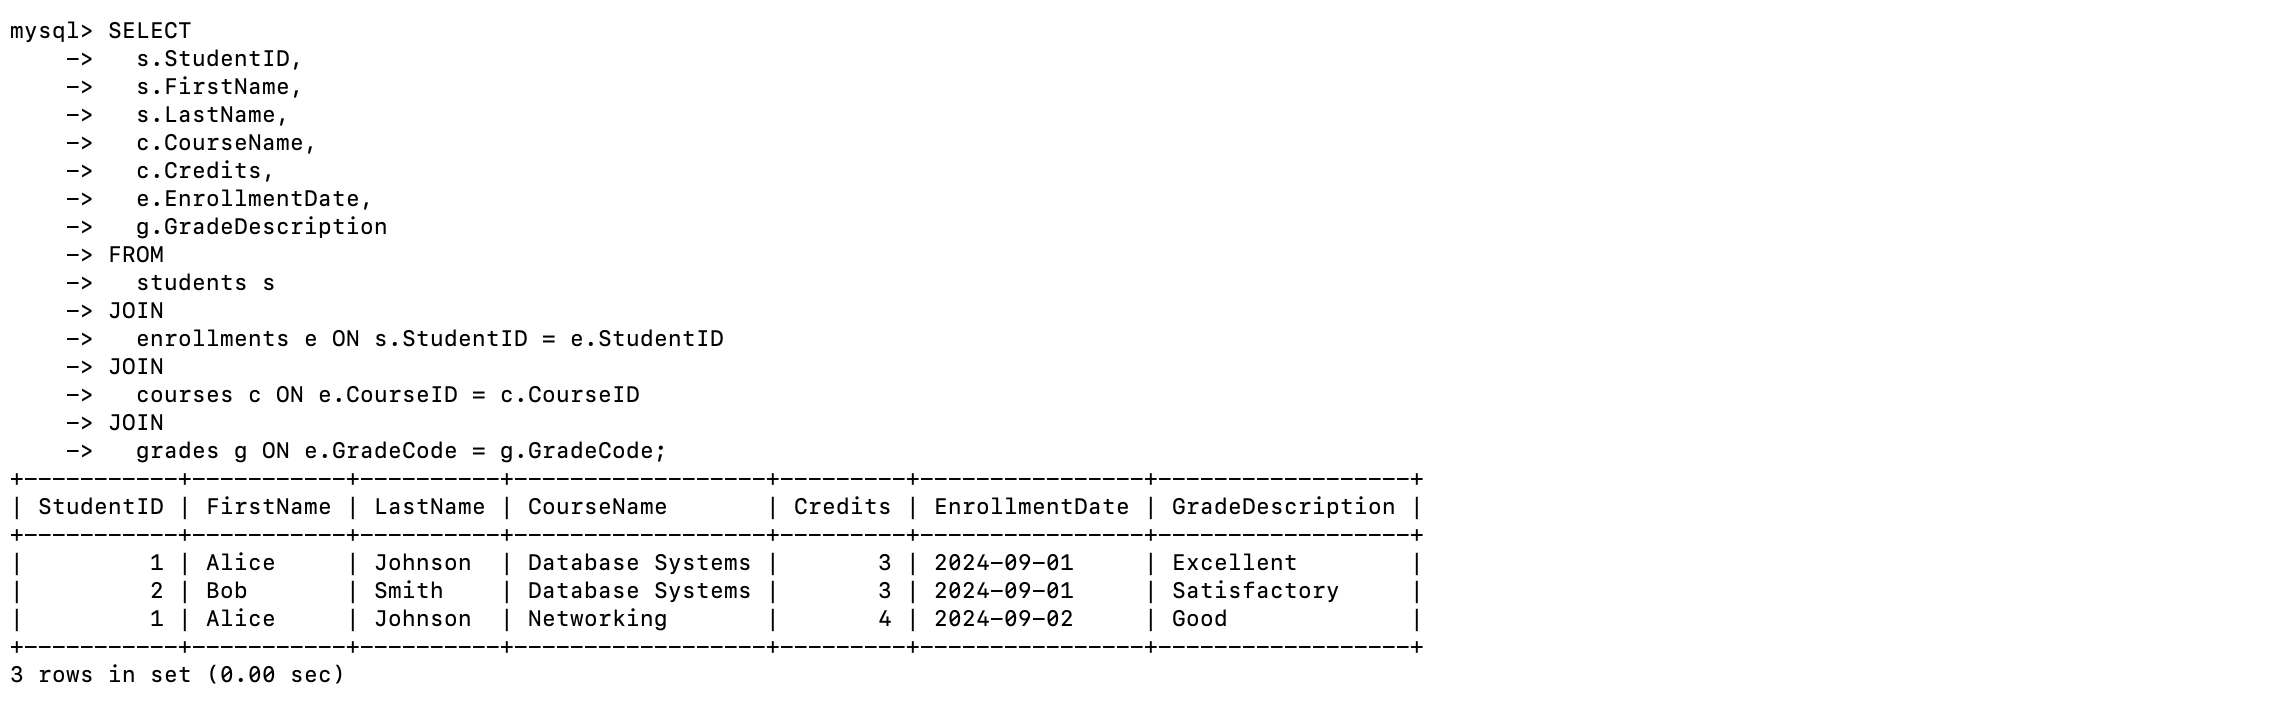 mysql> SELECT
    ->   s.StudentID,
    ->   s.FirstName,
    ->   s.LastName,
    ->   c.CourseName,
    ->   c.Credits,
    ->   e.EnrollmentDate,
    ->   g.GradeDescription
    -> FROM
    ->   students s
    -> JOIN
    ->   enrollments e ON s.StudentID = e.StudentID
    -> JOIN
    ->   courses c ON e.CourseID = c.CourseID
    -> JOIN
    ->   grades g ON e.GradeCode = g.GradeCode;
+-----------+-----------+----------+------------------+---------+----------------+------------------+
| StudentID | FirstName | LastName | CourseName       | Credits | EnrollmentDate | GradeDescription |
+-----------+-----------+----------+------------------+---------+----------------+------------------+
|         1 | Alice     | Johnson  | Database Systems |       3 | 2024-09-01     | Excellent        |
|         2 | Bob       | Smith    | Database Systems |       3 | 2024-09-01     | Satisfactory     |
|         1 | Alice     | Johnson  | Networking       |       4 | 2024-09-02     | Good             |
+-----------+-----------+----------+------------------+---------+----------------+------------------+
3 rows in set (0.00 sec)